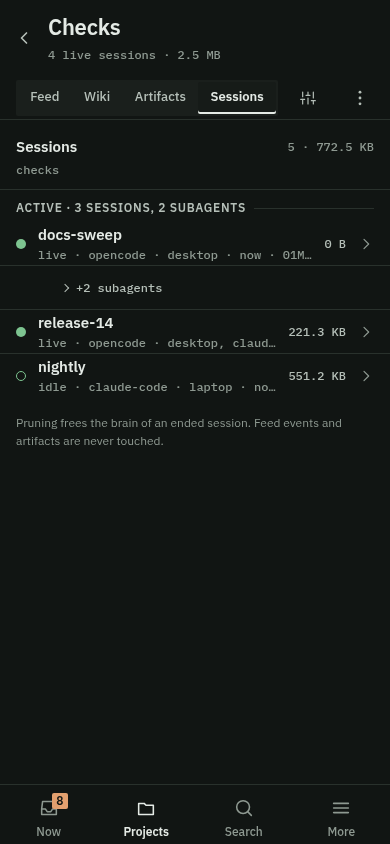 Checks
4 live sessions · 2.5 MB
Feed
Wiki
Artifacts
Sessions
Sessions
5 · 772.5 KB
checks
ACTIVE · 3 SESSIONS, 2 SUBAGENTS
docs-sweep
live · opencode · desktop · now · 01M…
0 B
+2 subagents
release-14
live · opencode · desktop, claud…
221.3 KB
nightly
idle · claude-code · laptop · no…
551.2 KB
Pruning frees the brain of an ended session. Feed events and
artifacts are never touched.
8
Now
Projects
Search
More